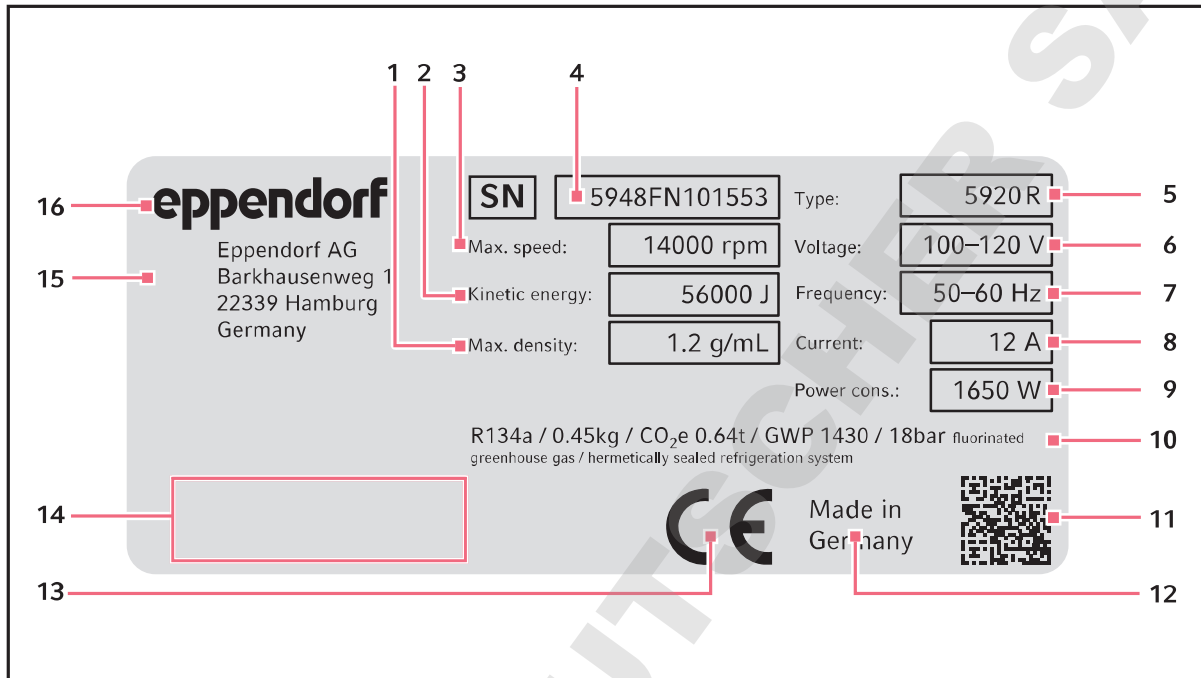 1 2 3 4
16 eppendorf SN 5948FN101553 Type: 5920 R 5
15 Eppendorf AG Max. speed: 14000 rpm Voltage: 100–120 V 6
Barkhausenweg 1
22339 Hamburg Kinetic energy: 56000 J Frequency: 50–60 Hz 7
Germany Max. density: 1.2 g/mL Current: 12 A 8
Power cons.: 1650 W 9
R134a / 0.45kg / CO₂e 0.64t / GWP 1430 / 18bar fluorinated 10
greenhouse gas / hermetically sealed refrigeration system
14 CE Made in 11
Germany
13 12